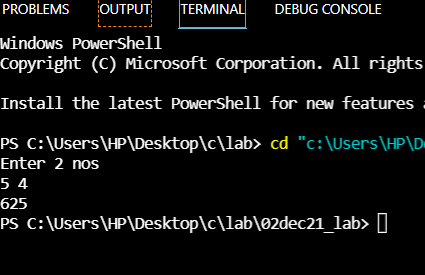 PROBLEMS OUTPUT TERMINAL DEBUG CONSOLE
Windows PowerShell
Copyright (C) Microsoft Corporation. All rights
Install the latest PowerShell for new features
PS C:\Users\HP\Desktop\c\lab> cd "c:\Users\HP\De
Enter 2 nos
5 4
625
PS C:\Users\HP\Desktop\c\lab\02dec21_lab>